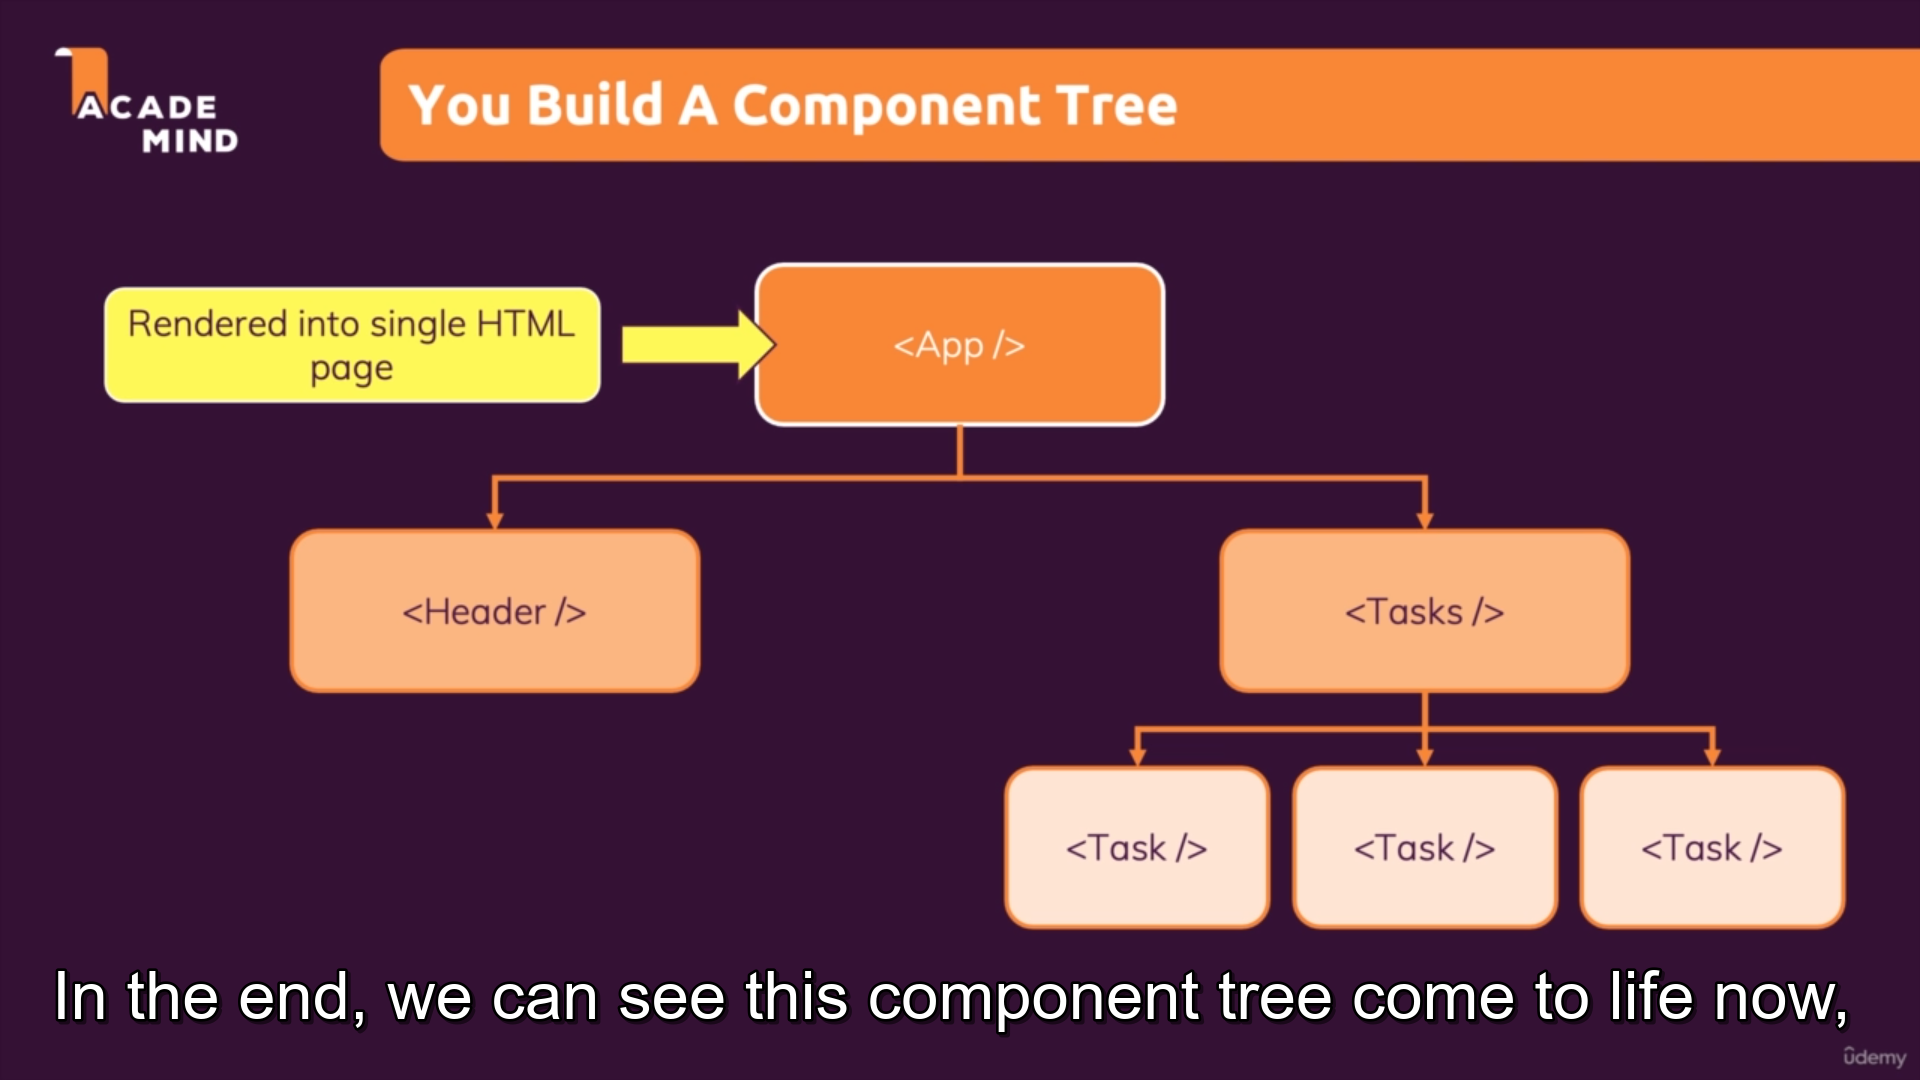 ACADE
MIND
You Build A Component Tree
Rendered into single HTML
page
<App />
<Header />
<Tasks />
<Task />
<Task />
<Task />
In the end, we can see this component tree come to life now,
ûdemy